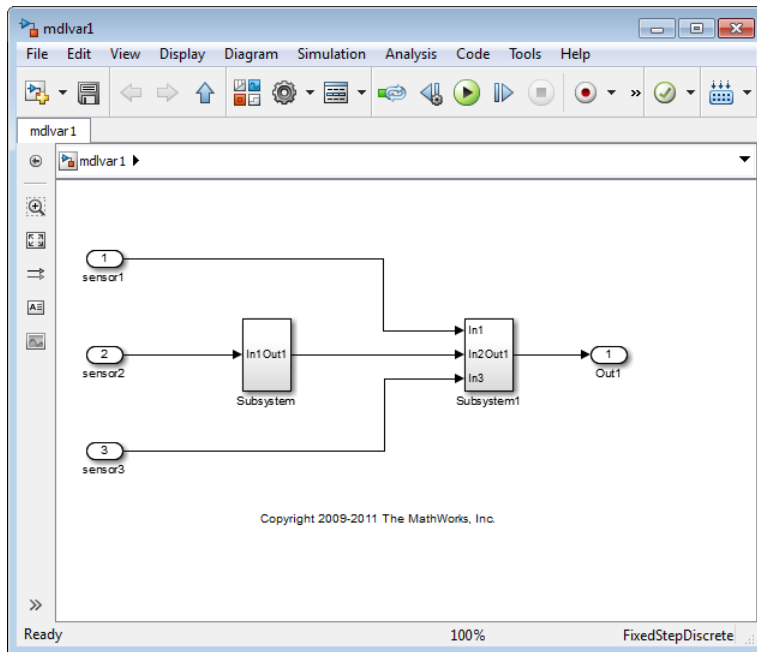 mdlvar1
File Edit View Display Diagram Simulation Analysis Code Tools Help
»
mdlvar1
mdlvar1
1
sensor1
In1
2
sensor2
In1 Out1
Subsystem
In2 Out1
1
Out1
In3
Subsystem1
3
sensor3
Copyright 2009-2011 The MathWorks, Inc.
»
Ready 100% FixedStepDiscrete